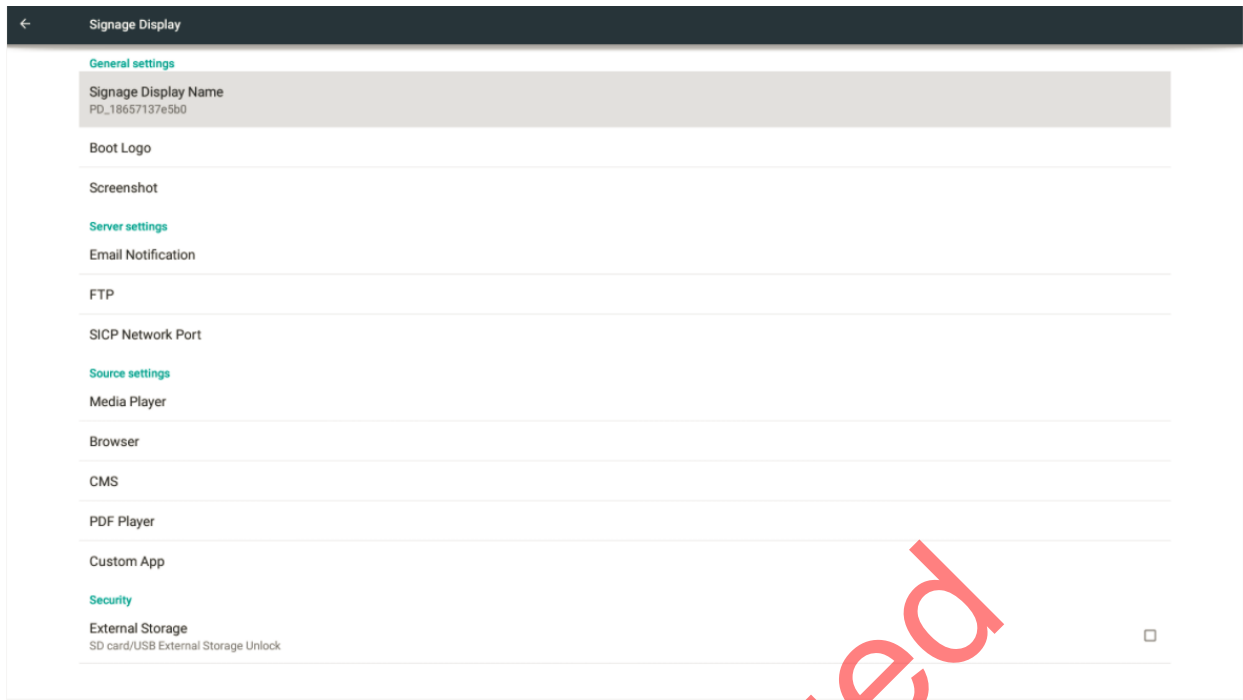 Signage Display
General settings
Signage Display Name
PD_18657137e5b0
Boot Logo
Screenshot
Server settings
Email Notification
FTP
SICP Network Port
Source settings
Media Player
Browser
CMS
PDF Player
Custom App
Security
External Storage
SD card/USB External Storage Unlock